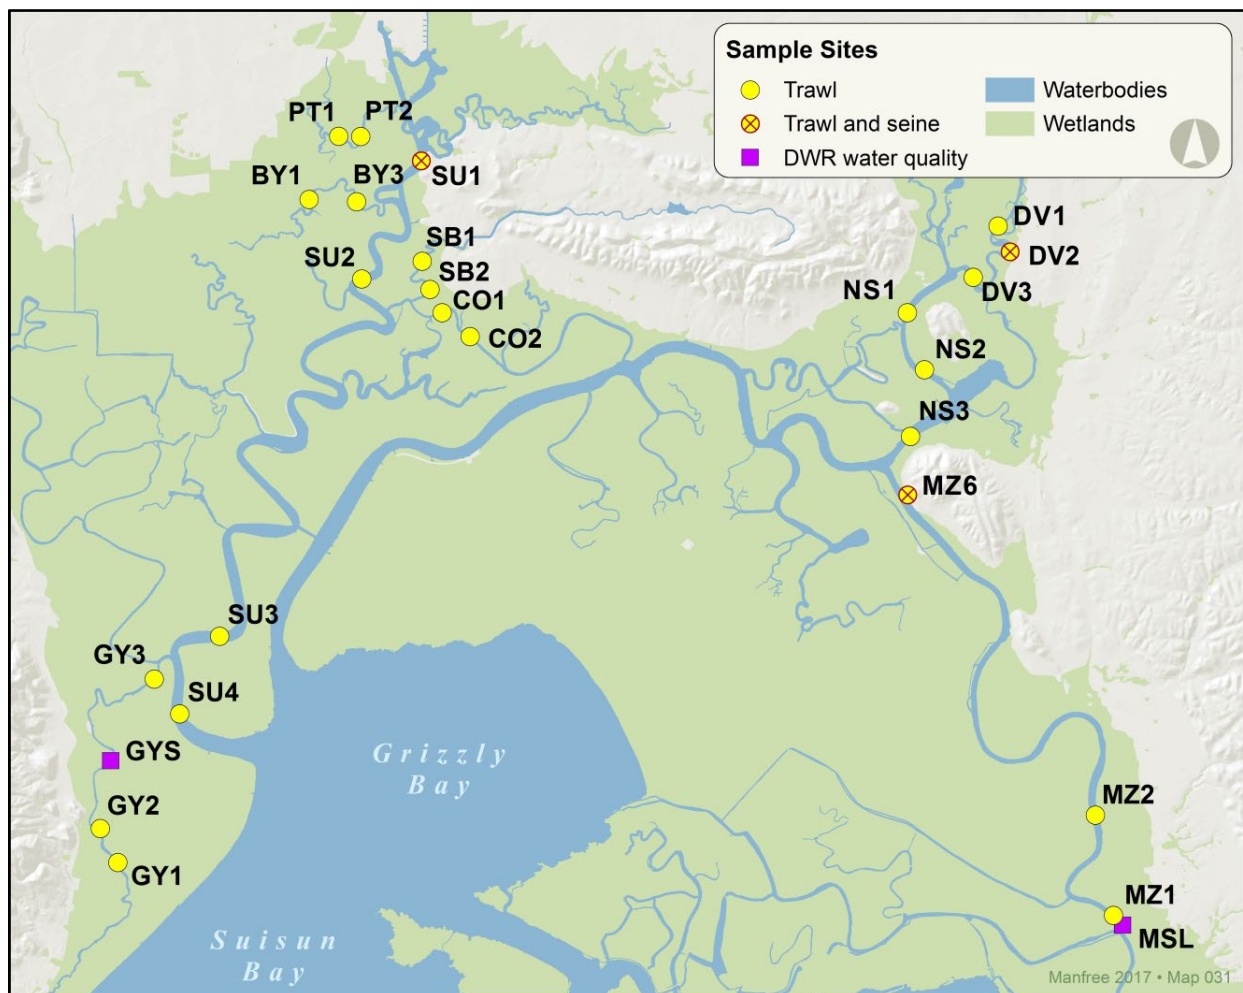 Sample Sites
Trawl
Trawl and seine
DWR water quality
Waterbodies
Wetlands
PT1
PT2
SU1
BY1
BY3
DV1
SB1
DV2
SU2
SB2
DV3
NS1
CO1
CO2
NS2
NS3
MZ6
SU3
GY3
SU4
GYS
Grizzly
Bay
MZ2
GY2
GY1
MZ1
MSL
Suisun
Bay
Manfree 2017 • Map 031